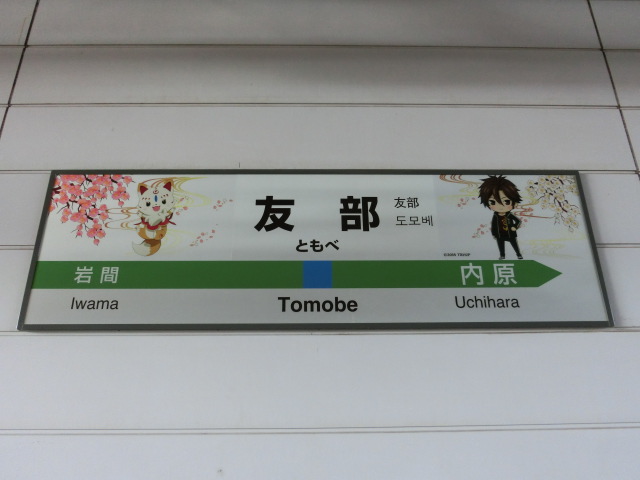 友部
友部
도모베
ともべ
岩間
内原
Iwama
Tomobe
Uchihara